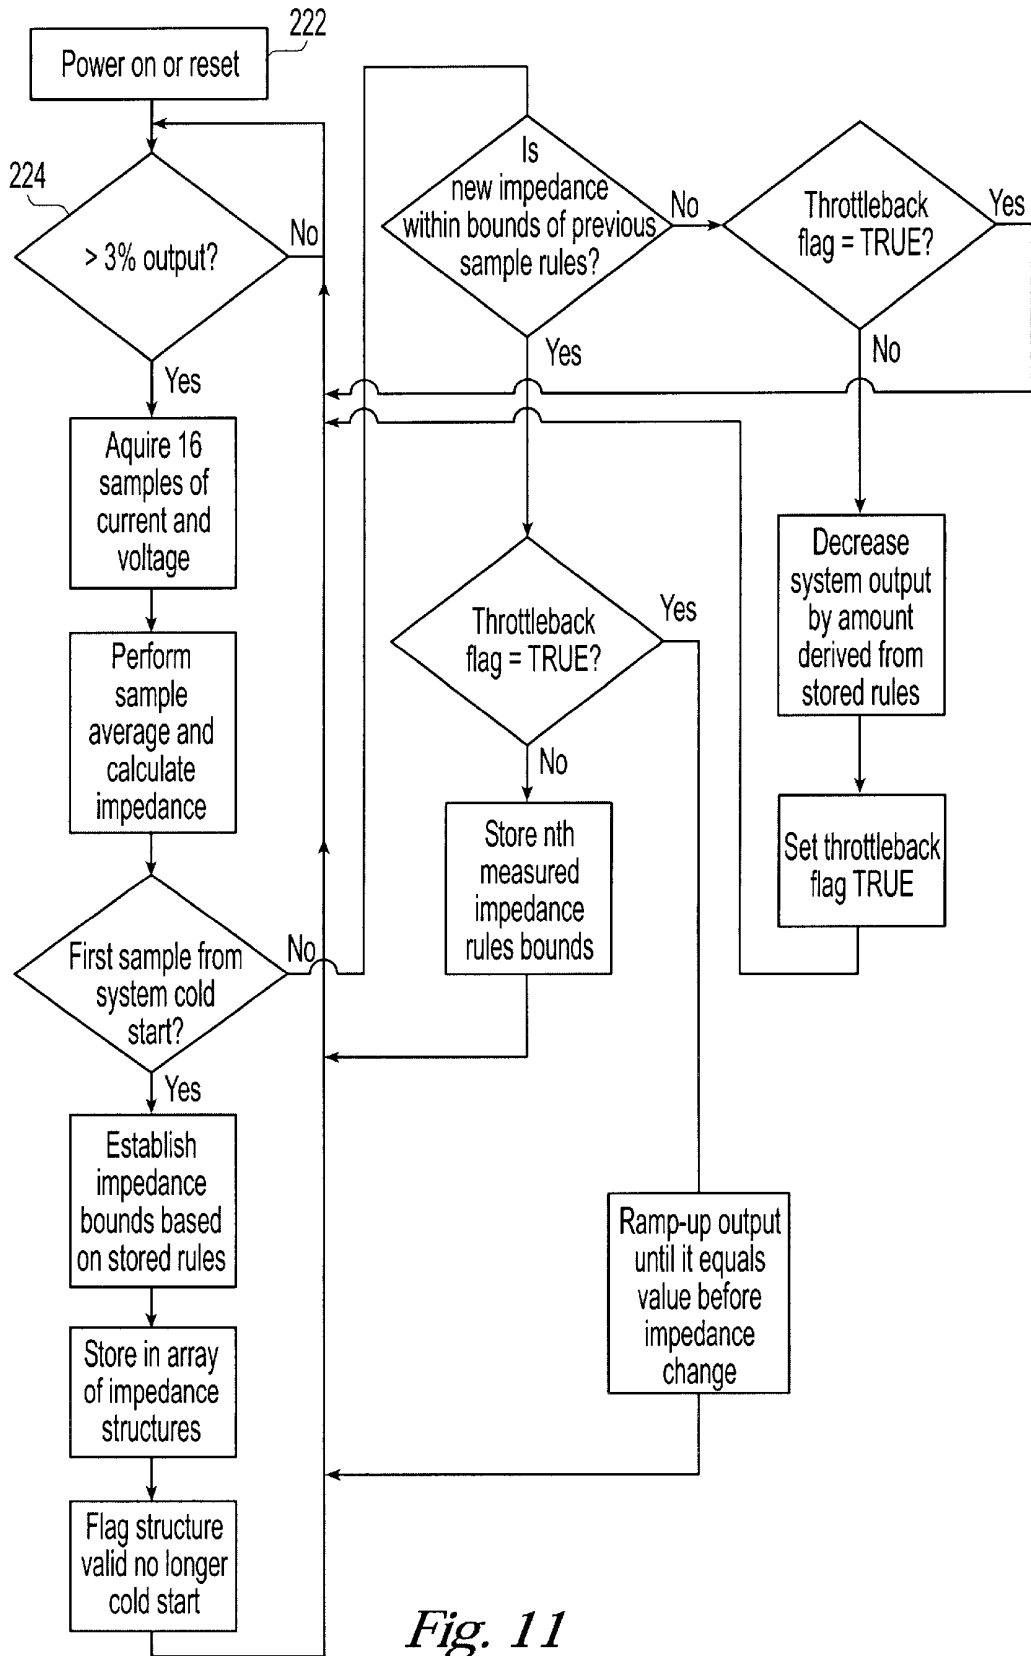 222
Power on or reset
224
> 3% output?
No
Yes
Aquire 16
samples of
current and
voltage
Perform
sample
average and
calculate
impedance
First sample from
system cold
start?
No
Yes
Establish
impedance
bounds based
on stored rules
Store in array
of impedance
structures
Flag structure
valid no longer
cold start
Is
new impedance
within bounds of previous
sample rules?
No
Yes
Throttleback
flag = TRUE?
Yes
No
Throttleback
flag = TRUE?
Yes
No
Store nth
measured
impedance
rules bounds
Decrease
system output
by amount
derived from
stored rules
Set throttleback
flag TRUE
Ramp-up output
until it equals
value before
impedance
change
Fig. 11